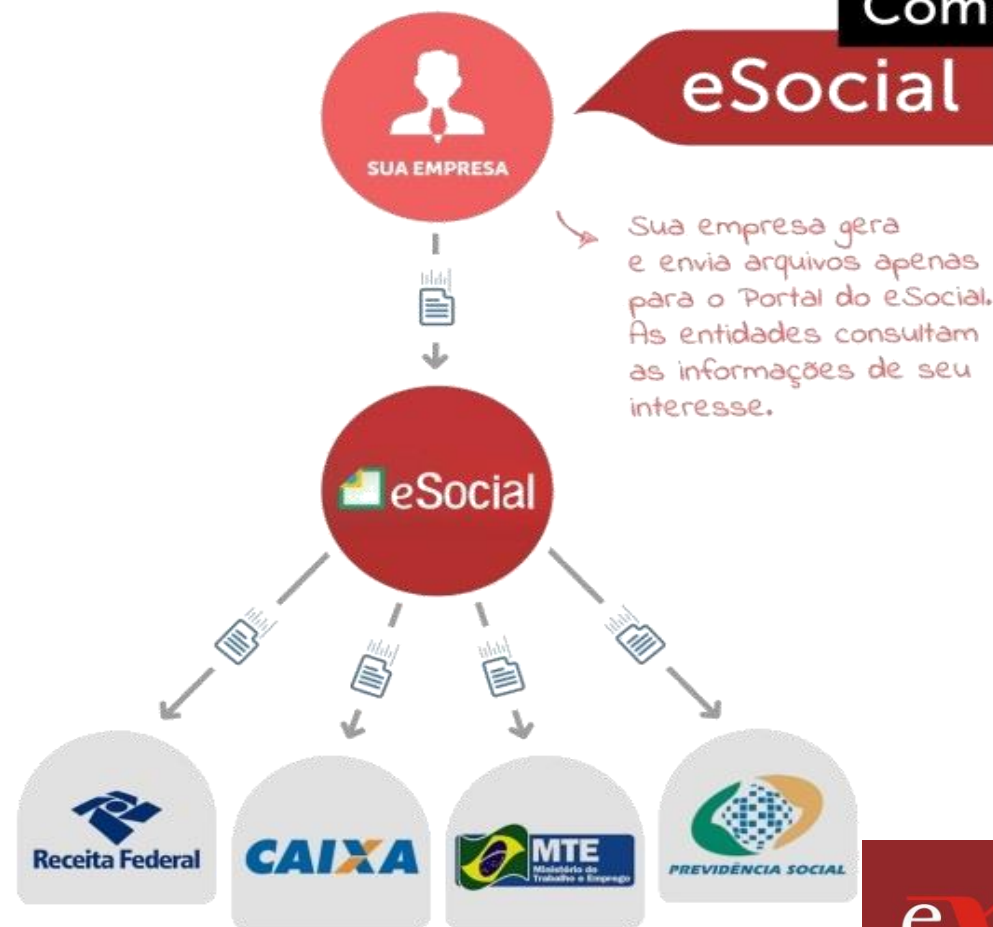 Com
eSocial
SUA EMPRESA
Sua empresa gera
e envia arquivos apenas
para o Portal do eSocial.
As entidades consultam
as informações de seu
interesse.
eSocial
Receita Federal
CAIXA
MTE
Ministério do
Trabalho e Emprego
PREVIDÊNCIA SOCIAL